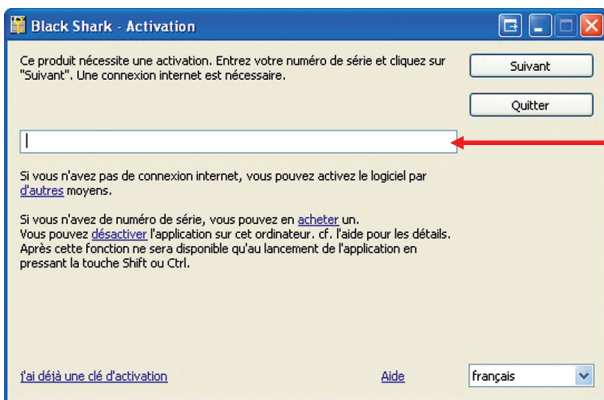 Black Shark - Activation
Ce produit nécessite une activation. Entrez votre numéro de série et cliquez sur
"Suivant". Une connexion internet est nécessaire.
Suivant
Quitter
Si vous n'avez pas de connexion internet, vous pouvez activez le logiciel par
d'autres moyens.
Si vous n'avez de numéro de série, vous pouvez en acheter un.
Vous pouvez désactiver l'application sur cet ordinateur. cf. l'aide pour les détails.
Après cette fonction ne sera disponible qu'au lancement de l'application en
pressant la touche Shift ou Ctrl.
j'ai déjà une clé d'activation
Aide
français